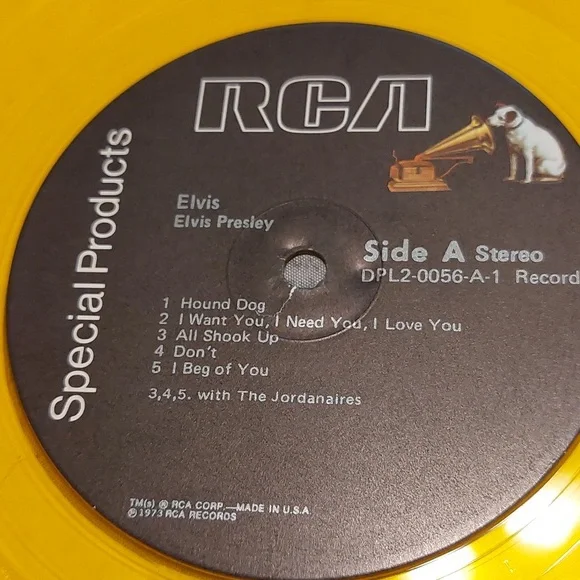 RCA
Special Products
Elvis
Elvis Presley
Side A Stereo
DPL2-0056-A-1 Record
1 Hound Dog
2 I Want You, I Need You, I Love You
3 All Shook Up
4 Don't
5 I Beg of You
3,4,5. with The Jordanaires
TM(s) ® RCA CORP.—MADE IN U.S.A.
℗ 1973 RCA RECORDS